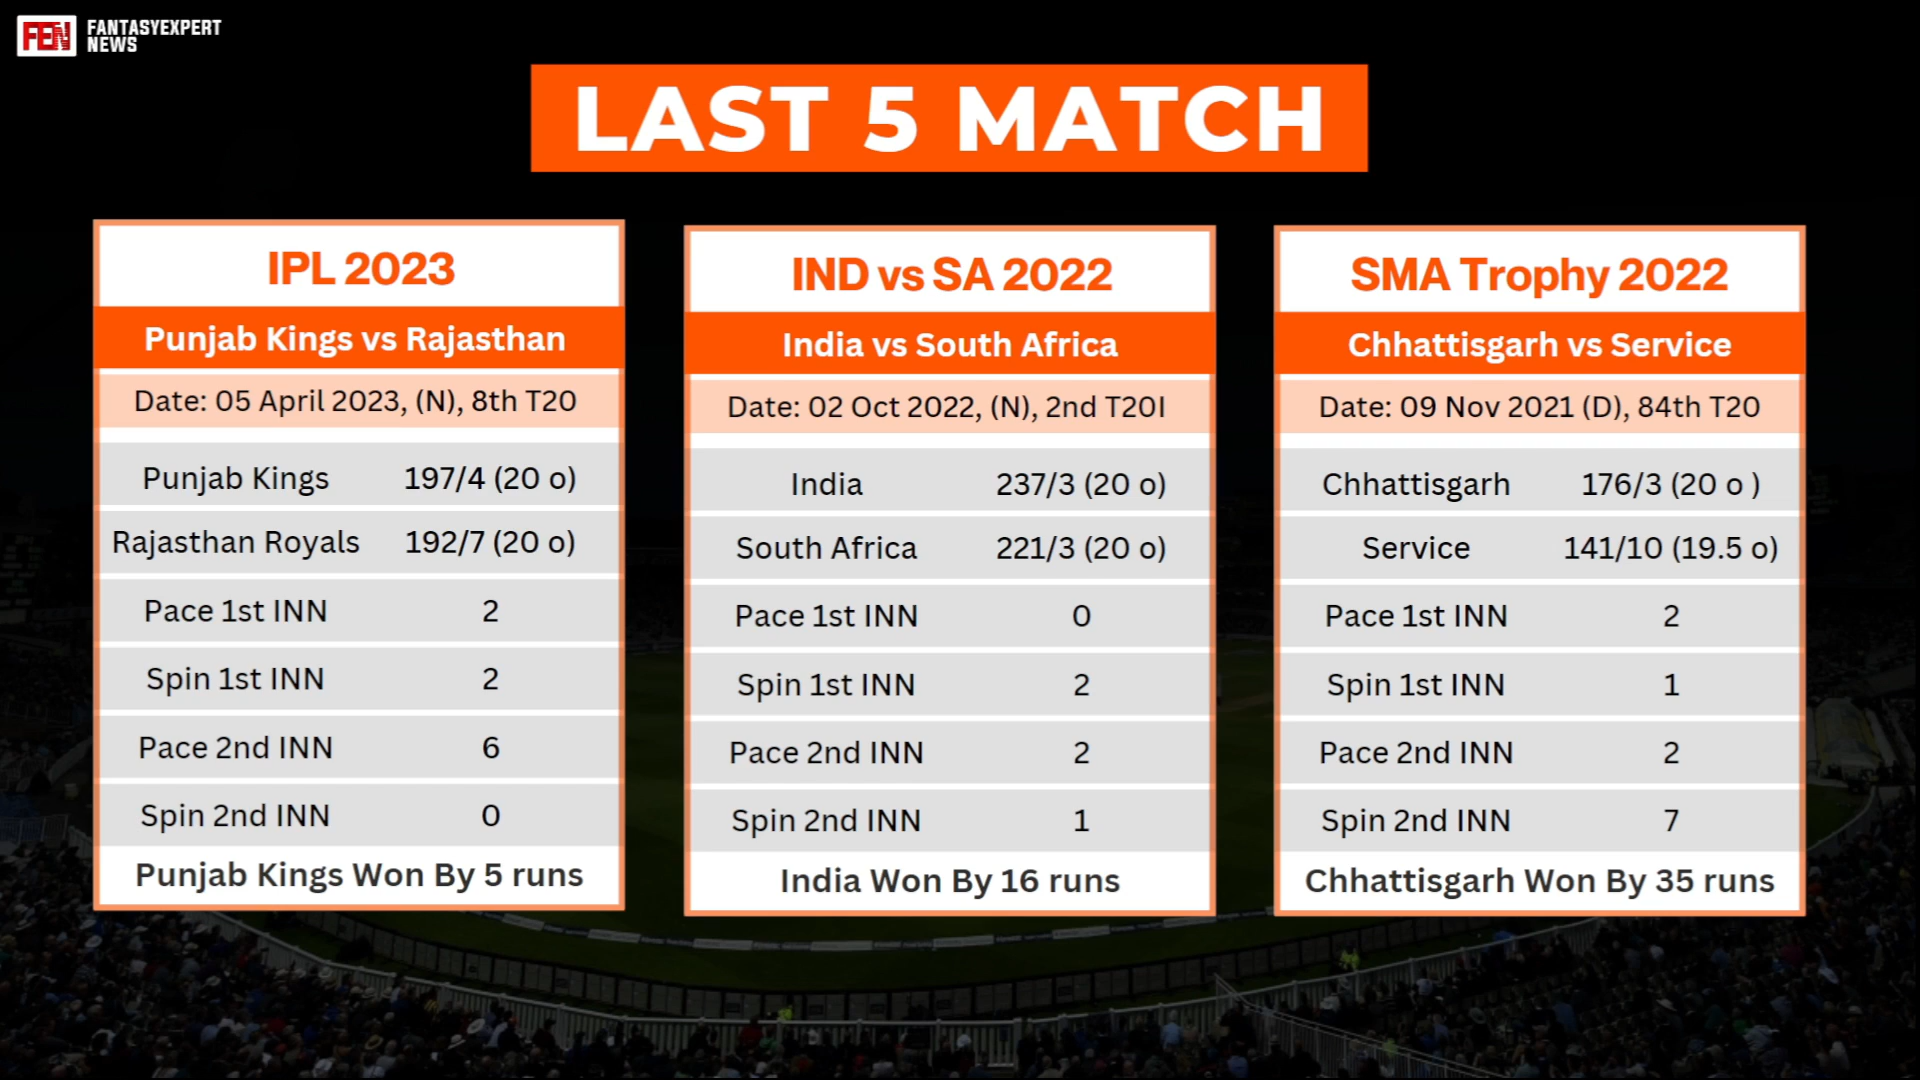 FEN FANTASYEXPERT
NEWS
LAST 5 MATCH
IPL 2023
Punjab Kings vs Rajasthan
Date: 05 April 2023, (N), 8th T20
Punjab Kings 197/4 (20 o)
Rajasthan Royals 192/7 (20 o)
Pace 1st INN 2
Spin 1st INN 2
Pace 2nd INN 6
Spin 2nd INN 0
Punjab Kings Won By 5 runs
IND vs SA 2022
India vs South Africa
Date: 02 Oct 2022, (N), 2nd T20I
India 237/3 (20 o)
South Africa 221/3 (20 o)
Pace 1st INN 0
Spin 1st INN 2
Pace 2nd INN 2
Spin 2nd INN 1
India Won By 16 runs
SMA Trophy 2022
Chhattisgarh vs Service
Date: 09 Nov 2021 (D), 84th T20
Chhattisgarh 176/3 (20 o )
Service 141/10 (19.5 o)
Pace 1st INN 2
Spin 1st INN 1
Pace 2nd INN 2
Spin 2nd INN 7
Chhattisgarh Won By 35 runs